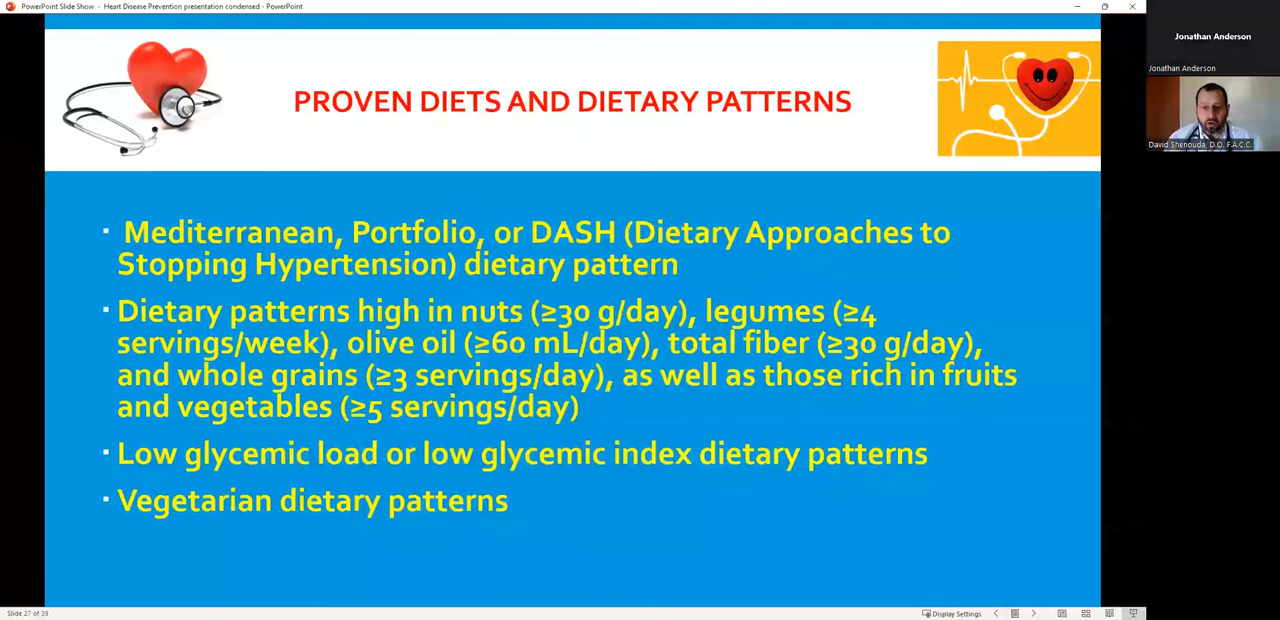 PowerPoint Slide Show - Heart Disease Prevention presentation condensed - PowerPoint
Jonathan Anderson
Jonathan Anderson
David Shenouda, D.O. F.A.C.C.
PROVEN DIETS AND DIETARY PATTERNS
▪ Mediterranean, Portfolio, or DASH (Dietary Approaches to
Stopping Hypertension) dietary pattern
▪ Dietary patterns high in nuts (≥30 g/day), legumes (≥4
servings/week), olive oil (≥60 mL/day), total fiber (≥30 g/day),
and whole grains (≥3 servings/day), as well as those rich in fruits
and vegetables (≥5 servings/day)
▪ Low glycemic load or low glycemic index dietary patterns
▪ Vegetarian dietary patterns
Slide 27 of 39
Display Settings